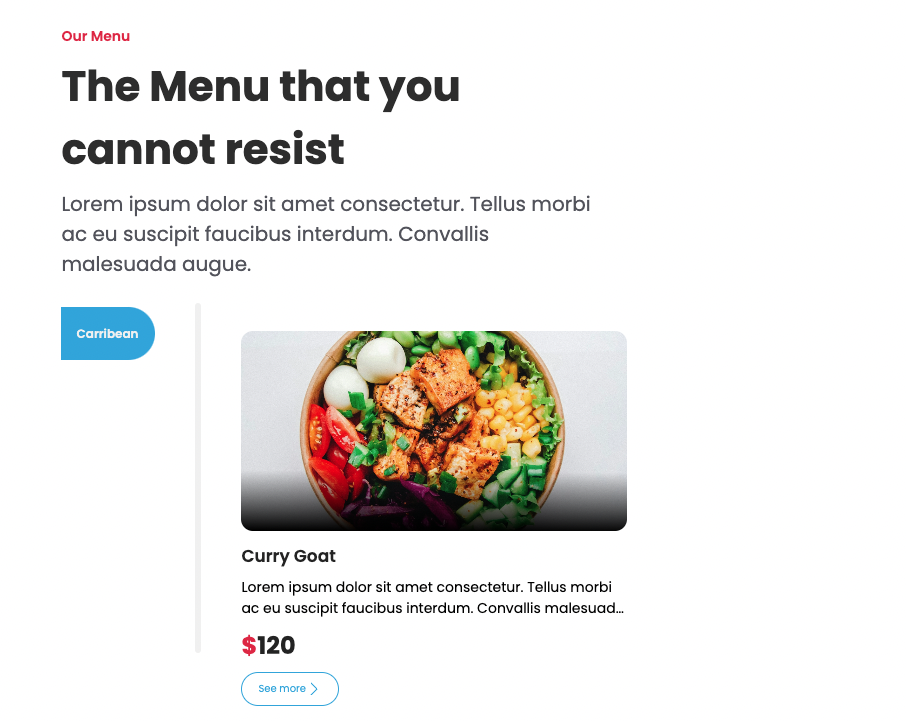 Our Menu
The Menu that you
cannot resist
Lorem ipsum dolor sit amet consectetur. Tellus morbi
ac eu suscipit faucibus interdum. Convallis
malesuada augue.
Carribean
Curry Goat
Lorem ipsum dolor sit amet consectetur. Tellus morbi
ac eu suscipit faucibus interdum. Convallis malesuad...
$120
See more